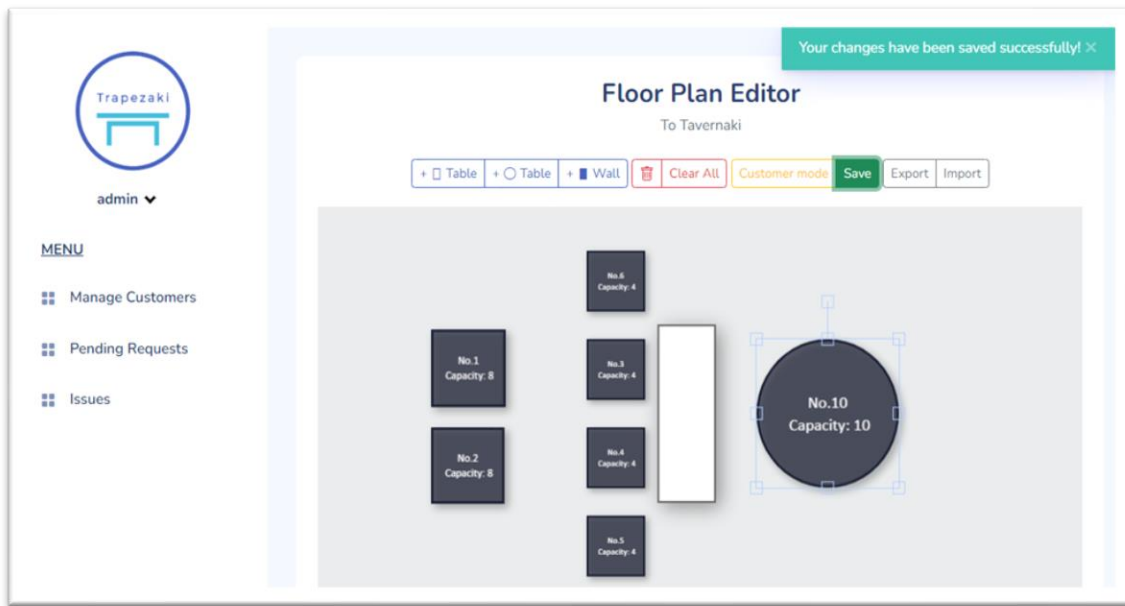 Your changes have been saved successfully! ×
Trapezaki
admin
MENU
Manage Customers
Pending Requests
Issues
Floor Plan Editor
To Tavernaki
+ Table + Table + Wall Clear All Customer mode Save Export Import
No.6
Capacity: 4
No.1
Capacity: 8
No.3
Capacity: 4
No.10
Capacity: 10
No.2
Capacity: 8
No.4
Capacity: 4
No.5
Capacity: 4